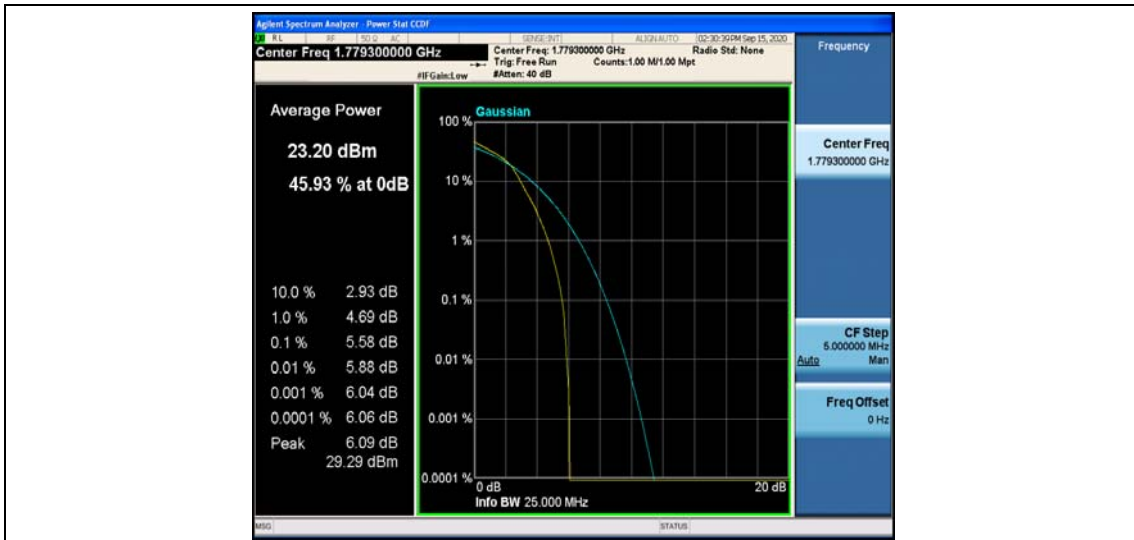 Agilent Spectrum Analyzer - Power Stat CCDF
RL RF 50 Ω AC SENSE:INT ALIGNAUTO 02:30:39PM Sep 15, 2020
Center Freq 1.779300000 GHz
Center Freq: 1.779300000 GHz Radio Std: None
Trig: Free Run Counts:1.00 M/1.00 Mpt
#IFGain:Low #Atten: 40 dB
Frequency
Average Power
23.20 dBm
45.93 % at 0dB
10.0 % 2.93 dB
1.0 % 4.69 dB
0.1 % 5.58 dB
0.01 % 5.88 dB
0.001 % 6.04 dB
0.0001 % 6.06 dB
Peak 6.09 dB
29.29 dBm
Gaussian
100 %
10 %
1 %
0.1 %
0.01 %
0.001 %
0.0001 %
0 dB 20 dB
Info BW 25.000 MHz
Center Freq
1.779300000 GHz
CF Step
5.000000 MHz
Auto Man
Freq Offset
0 Hz
MSG STATUS